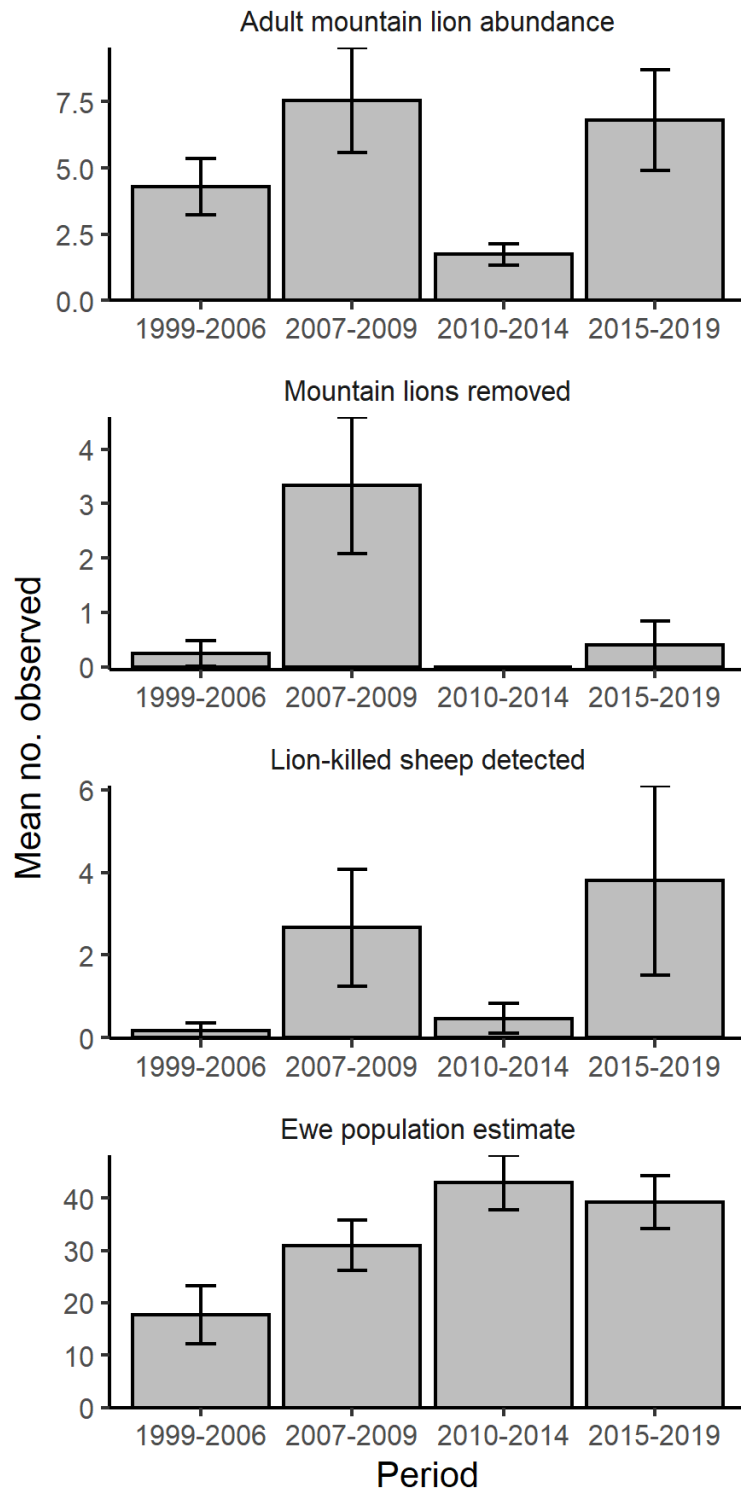 Adult mountain lion abundance
7.5
5.0
2.5
0.0
1999-2006 2007-2009 2010-2014 2015-2019
Mountain lions removed
4
3
2
1
0
1999-2006 2007-2009 2010-2014 2015-2019
Mean no. observed
Lion-killed sheep detected
6
4
2
0
1999-2006 2007-2009 2010-2014 2015-2019
Ewe population estimate
40
30
20
10
0
1999-2006 2007-2009 2010-2014 2015-2019
Period